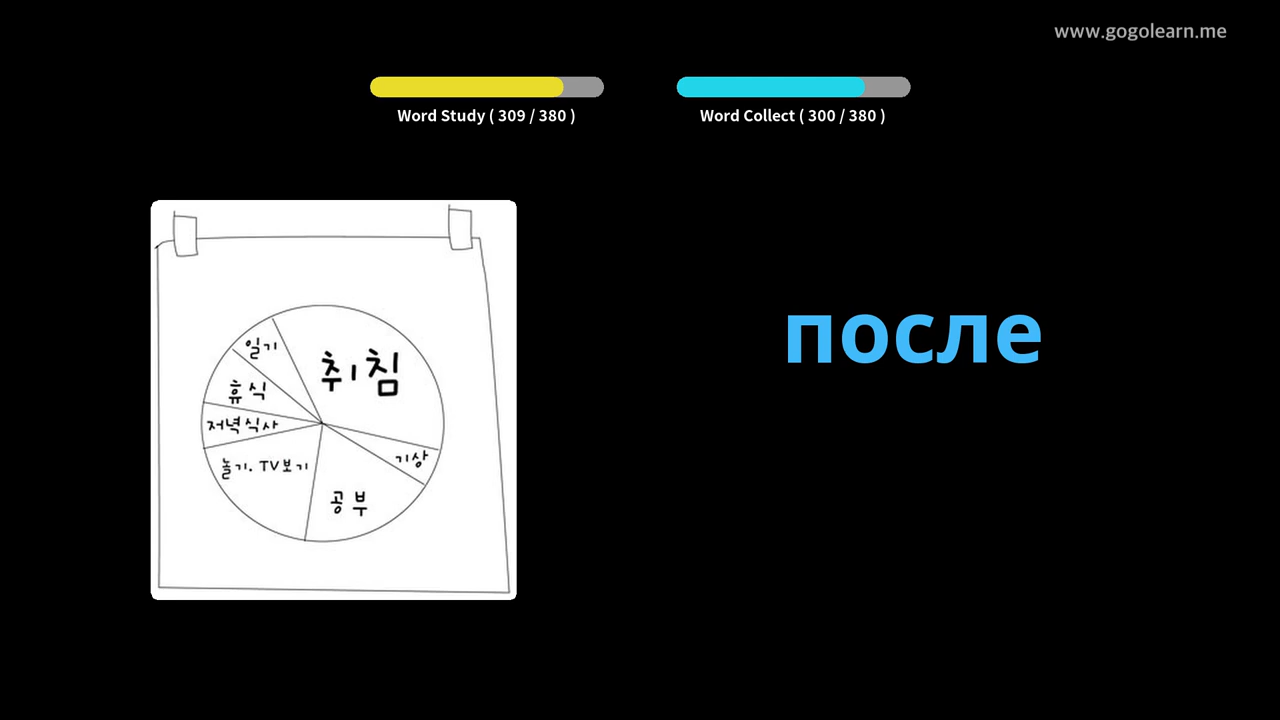 www.gogolearn.me
Word Study ( 309 / 380 )
Word Collect ( 300 / 380 )
일기
취침
휴식
저녁식사
놀기. TV보기
기상
공부
после